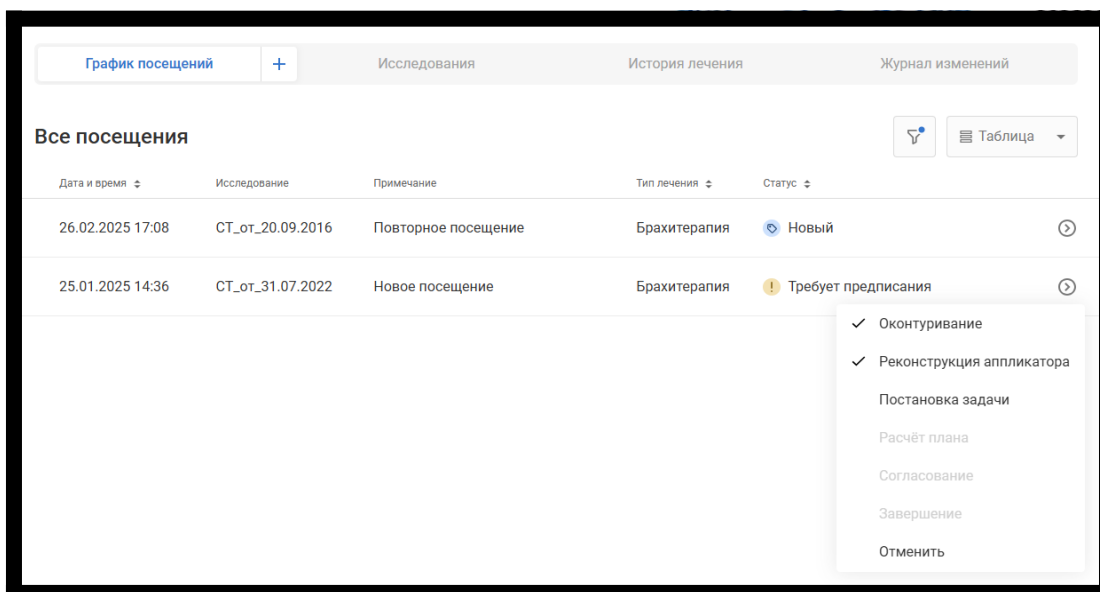 График посещений + Исследования История лечения Журнал изменений
Все посещения Таблица
Дата и время Исследование Примечание Тип лечения Статус
26.02.2025 17:08 СТ_от_20.09.2016 Повторное посещение Брахитерапия Новый
25.01.2025 14:36 СТ_от_31.07.2022 Новое посещение Брахитерапия ! Требует предписания
Оконтуривание
Реконструкция аппликатора
Постановка задачи
Расчёт плана
Согласование
Завершение
Отменить